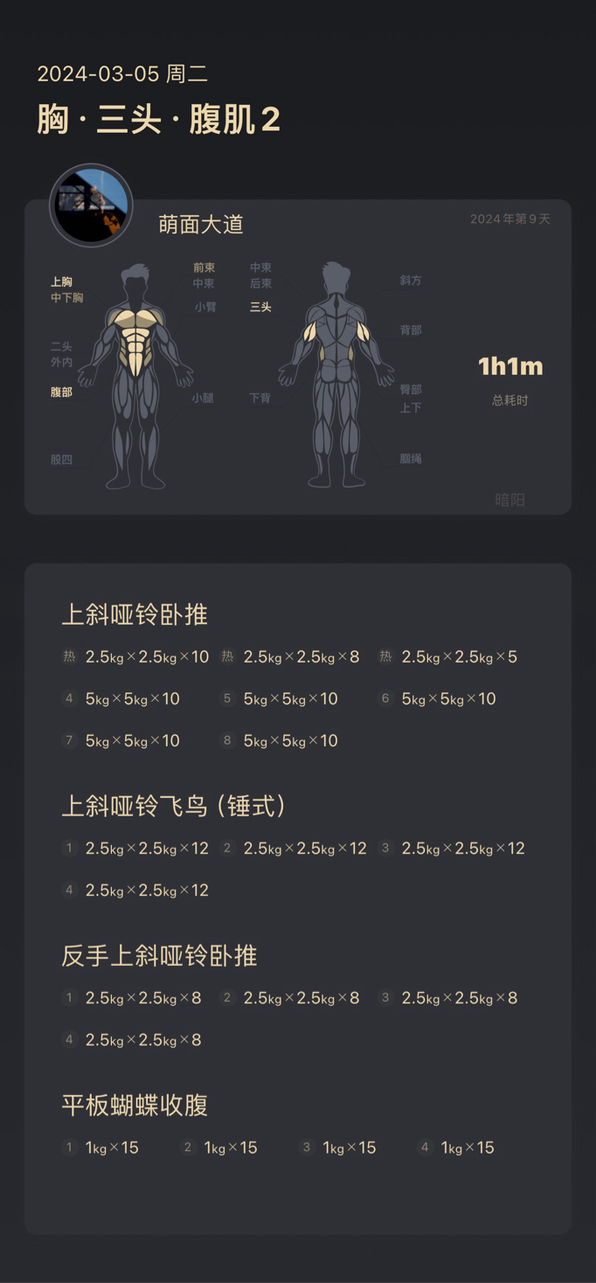 2024-03-05 周二
胸 · 三头 · 腹肌 2
萌面大道
2024年第9天
上胸
中下胸
前束
中束
小臂
二头
外内
腹部
小腿
股四
中束
后束
三头
下背
斜方
背部
臀部
上下
腘绳
1h1m
总耗时
暗阳
上斜哑铃卧推
热 2.5kg×2.5kg×10 热 2.5kg×2.5kg×8 热 2.5kg×2.5kg×5
4 5kg×5kg×10 5 5kg×5kg×10 6 5kg×5kg×10
7 5kg×5kg×10 8 5kg×5kg×10
上斜哑铃飞鸟（锤式）
1 2.5kg×2.5kg×12 2 2.5kg×2.5kg×12 3 2.5kg×2.5kg×12
4 2.5kg×2.5kg×12
反手上斜哑铃卧推
1 2.5kg×2.5kg×8 2 2.5kg×2.5kg×8 3 2.5kg×2.5kg×8
4 2.5kg×2.5kg×8
平板蝴蝶收腹
1 1kg×15 2 1kg×15 3 1kg×15 4 1kg×15